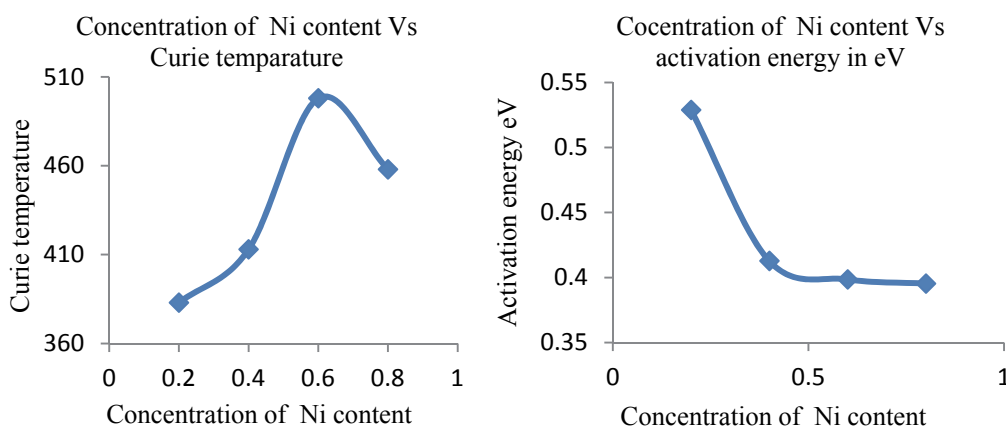 Concentration of Ni content Vs
Curie temparature
510
460
410
360
0
0.2
0.4
0.6
0.8
1
Curie temperature
Concentration of Ni content
Cocentration of Ni content Vs
activation energy in eV
0.55
0.5
0.45
0.4
0.35
0
0.5
1
Activation energy eV
Concentration of Ni content